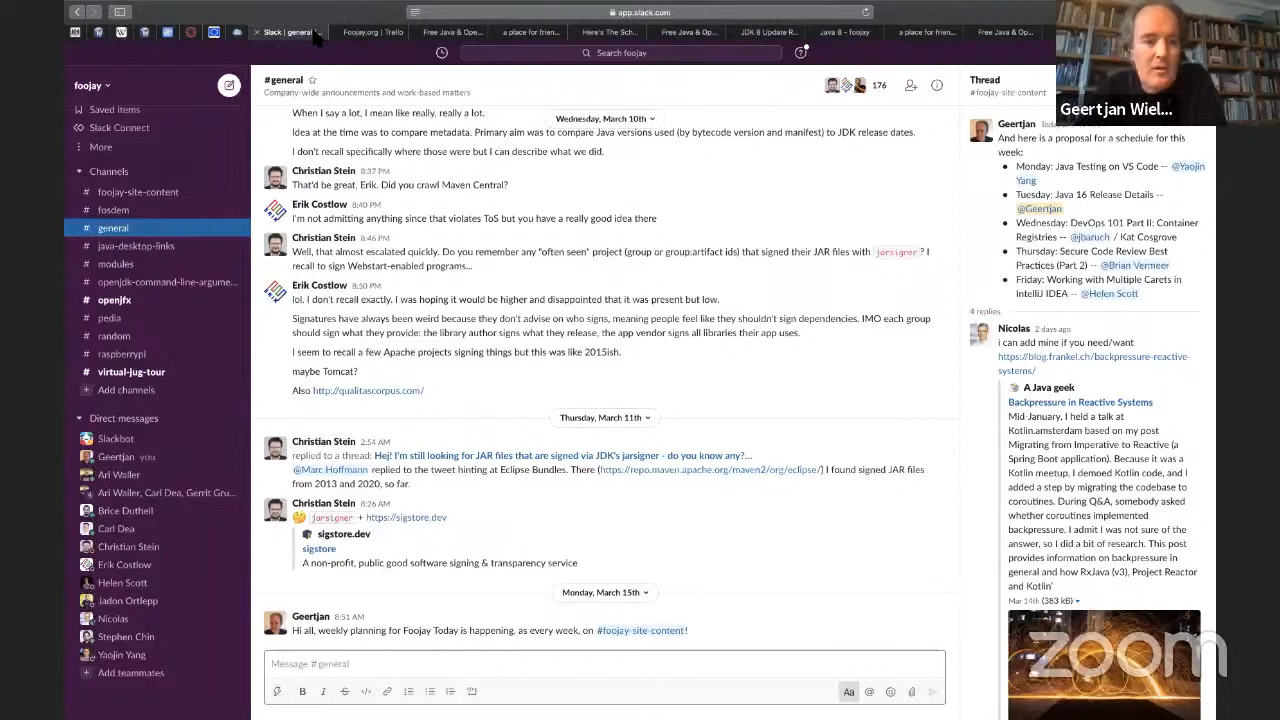 app.slack.com
Slack | general
Foojay.org | Trello
Free Java & Ope...
a place for frien...
Here's The Sch...
Free Java & Op...
JDK 8 Update R...
Java 8 – foojay
a place for frien...
Free Java & Op...
Search foojay
foojay
Saved items
Slack Connect
More
Channels
# foojay-site-content
# fosdem
# general
# java-desktop-links
# modules
# openjdk-command-line-argume...
# openjfx
# pedia
# random
# raspberrypi
# virtual-jug-tour
Add channels
Direct messages
Slackbot
Geertjan you
Ari Waller
4 Ari Waller, Carl Dea, Gerrit Gru...
Brice Dutheil
Carl Dea
Christian Stein
Erik Costlow
Helen Scott
Jadon Ortlepp
Nicolas
Stephen Chin
Yaojin Yang
Add teammates
#general
Company-wide announcements and work-based matters
176
When I say a lot, I mean like really, really a lot.
Wednesday, March 10th
Idea at the time was to compare metadata. Primary aim was to compare Java versions used (by bytecode version and manifest) to JDK release dates.
I don't recall specifically where those were but I can describe what we did.
Christian Stein 8:37 PM
That'd be great, Erik. Did you crawl Maven Central?
Erik Costlow 8:40 PM
I'm not admitting anything since that violates ToS but you have a really good idea there
Christian Stein 8:46 PM
Well, that almost escalated quickly. Do you remember any "often seen" project (group or group:artifact ids) that signed their JAR files with jarsigner? I
recall to sign Webstart-enabled programs...
Erik Costlow 8:50 PM
lol. I don't recall exactly. I was hoping it would be higher and disappointed that it was present but low.
Signatures have always been weird because they don't advise on who signs, meaning people feel like they shouldn't sign dependencies. IMO each group
should sign what they provide: the library author signs what they release, the app vendor signs all libraries their app uses.
I seem to recall a few Apache projects signing things but this was like 2015ish.
maybe Tomcat?
Also http://qualitascorpus.com/
Thursday, March 11th
Christian Stein 2:54 AM
replied to a thread: Hey! I'm still looking for JAR files that are signed via JDK's jarsigner - do you know any?...
@Marc Hoffmann replied to the tweet hinting at Eclipse Bundles. There (https://repo.maven.apache.org/maven2/org/eclipse/) I found signed JAR files
from 2013 and 2020, so far.
Christian Stein 8:26 AM
jarsigner + https://sigstore.dev
sigstore.dev
sigstore
A non-profit, public good software signing & transparency service
Monday, March 15th
Geertjan 8:51 AM
Hi all, weekly planning for Foojay Today is happening, as every week, on #foojay-site-content!
Message #general
Aa
Thread
#foojay-site-content
Geertjan
And here is a proposal for a schedule for this
week:
Monday: Java Testing on VS Code -- @Yaojin
Yang
Tuesday: Java 16 Release Details --
@Geertjan
Wednesday: DevOps 101 Part II: Container
Registries -- @jbaruch / Kat Cosgrove
Thursday: Secure Code Review Best
Practices (Part 2) -- @Brian Vermeer
Friday: Working with Multiple Carets in
IntelliJ IDEA -- @Helen Scott
4 replies
Nicolas 2 days ago
i can add mine if you need/want
https://blog.frankel.ch/backpressure-reactive-
systems/
A Java geek
Backpressure in Reactive Systems
Mid-January, I held a talk at
Kotlin.amsterdam based on my post
Migrating from Imperative to Reactive (a
Spring Boot application). Because it was a
Kotlin meetup, I demoed Kotlin code, and I
added a step by migrating the codebase to
coroutines. During Q&A, somebody asked
whether coroutines implemented
backpressure. I admit I was not sure of the
answer, so I did a bit of research. This post
provides information on backpressure in
general and how RxJava (v3), Project Reactor
and Kotlin'
Mar 14th (383 kB)
Geertjan Wiel...
zoom